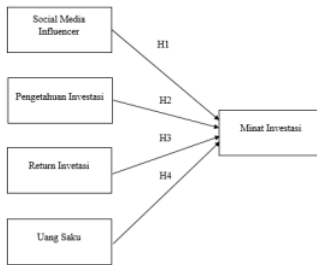 Social Media
Influencer
H1
Pengetahuan Investasi
H2
Minat Investasi
H3
Return Invetasi
H4
Uang Saku